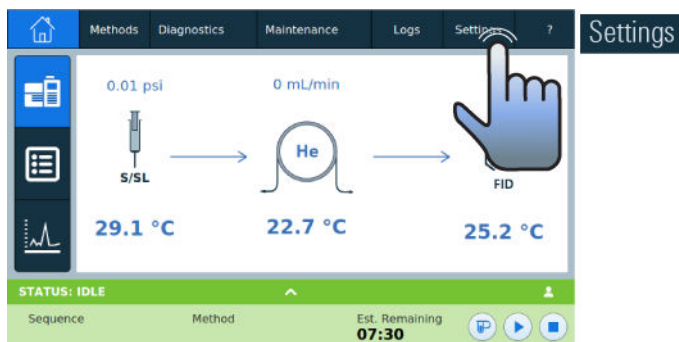 Methods Diagnostics Maintenance Logs Settings ? Settings
0.01 psi 0 mL/min
He
S/SL FID
29.1 °C 22.7 °C 25.2 °C
STATUS: IDLE
Sequence Method Est. Remaining
07:30